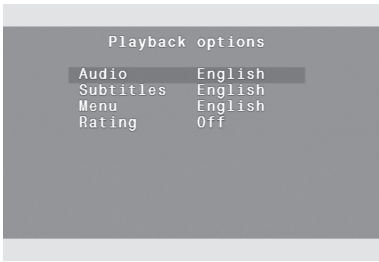 Playback options
Audio English
Subtitles English
Menu English
Rating Off